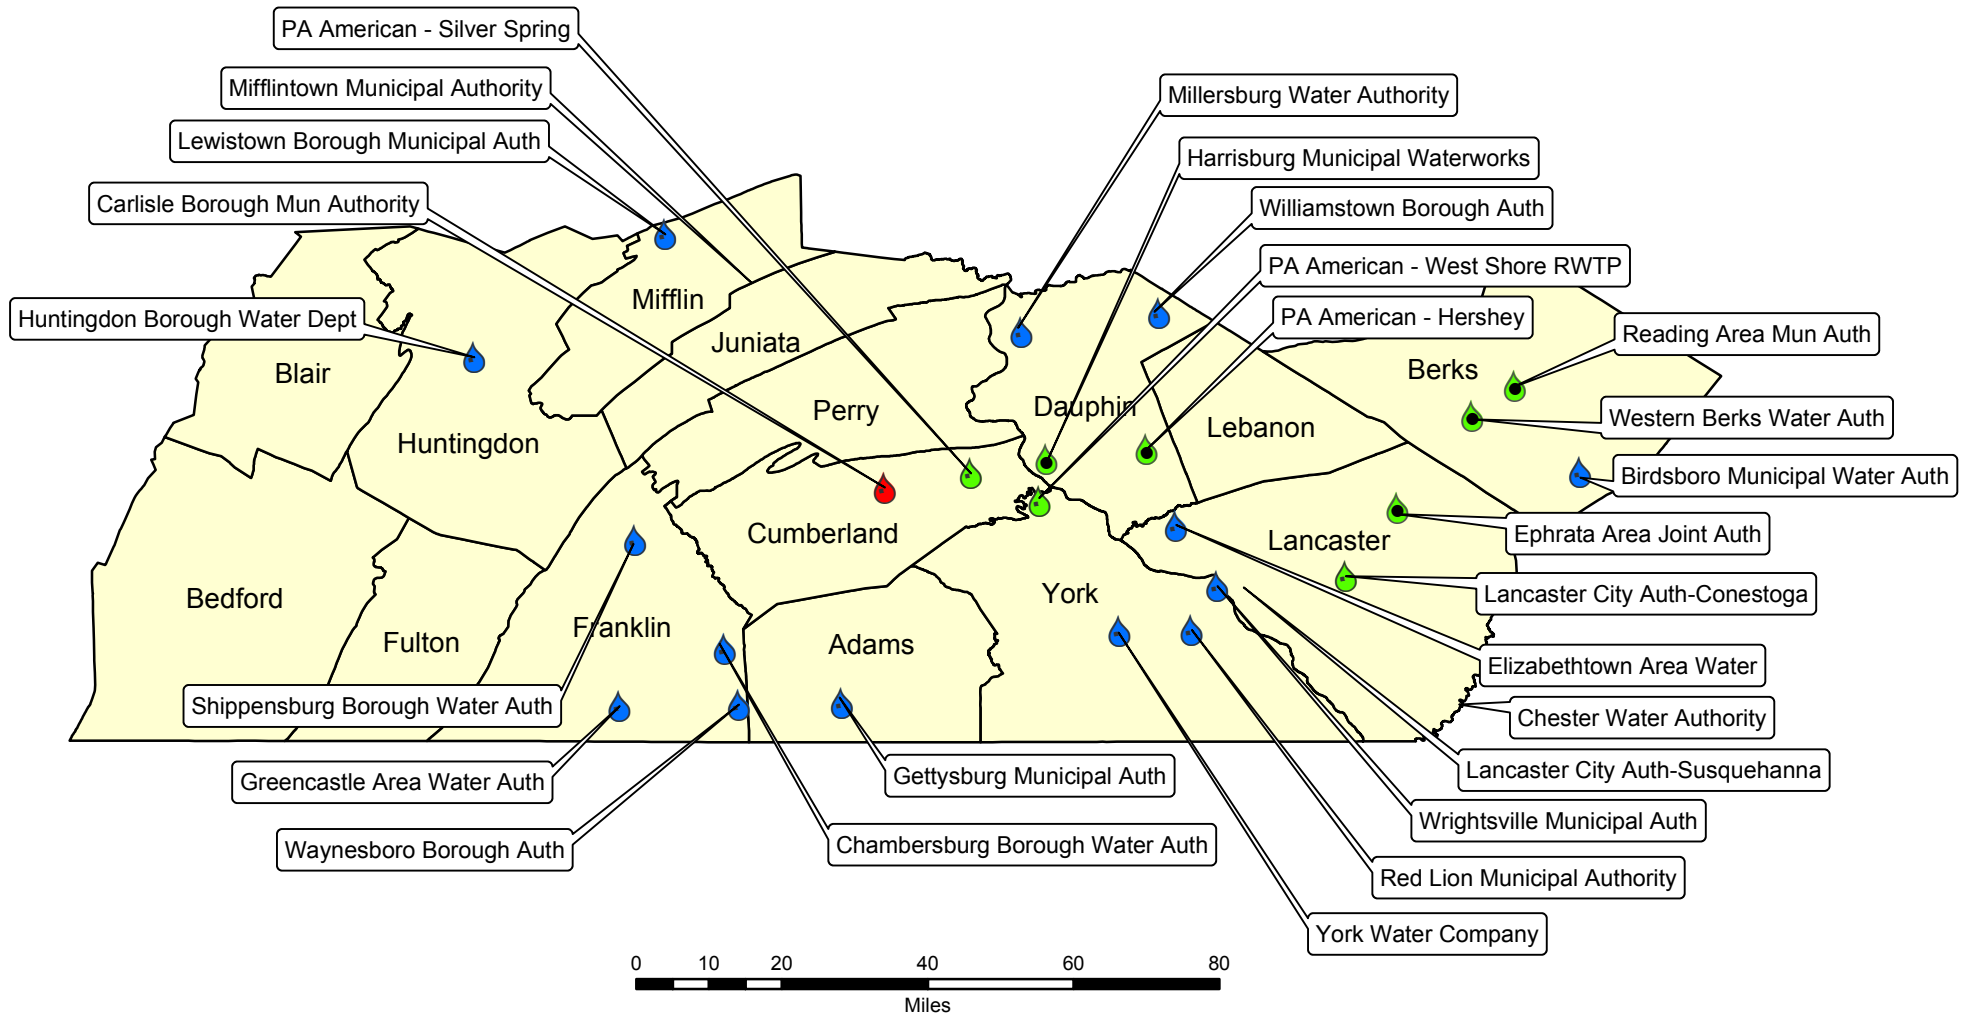 PA American - Silver Spring
Mifflintown Municipal Authority
Millersburg Water Authority
Lewistown Borough Municipal Auth
Harrisburg Municipal Waterworks
Carlisle Borough Mun Authority
Williamstown Borough Auth
PA American - West Shore RWTP
Mifflin
Huntingdon Borough Water Dept
PA American - Hershey
Reading Area Mun Auth
Juniata
Blair
Berks
Perry
Dauphin
Western Berks Water Auth
Lebanon
Huntingdon
Birdsboro Municipal Water Auth
Cumberland
Ephrata Area Joint Auth
Lancaster
Lancaster City Auth-Conestoga
York
Bedford
Franklin
Fulton
Adams
Elizabethtown Area Water
Shippensburg Borough Water Auth
Chester Water Authority
Lancaster City Auth-Susquehanna
Greencastle Area Water Auth
Gettysburg Municipal Auth
Wrightsville Municipal Auth
Waynesboro Borough Auth
Chambersburg Borough Water Auth
Red Lion Municipal Authority
York Water Company
0 10 20 40 60 80
Miles